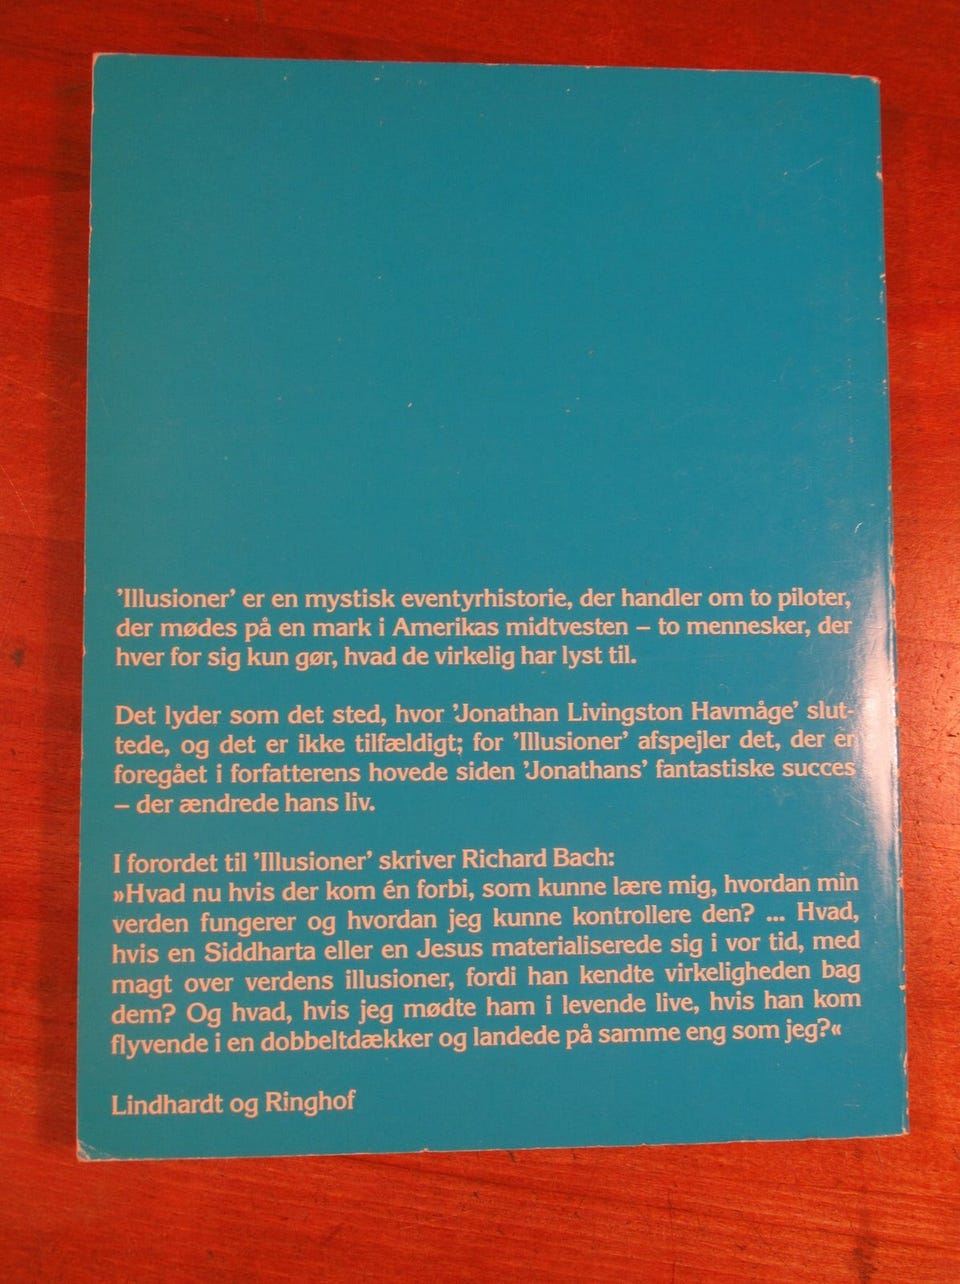 ’Illusioner’ er en mystisk eventyrhistorie, der handler om to piloter,
der mødes på en mark i Amerikas midtvesten – to mennesker, der
hver for sig kun gør, hvad de virkelig har lyst til.
Det lyder som det sted, hvor ’Jonathan Livingston Havmåge’ slut-
tede, og det er ikke tilfældigt; for ’Illusioner’ afspejler det, der er
foregået i forfatterens hovede siden ’Jonathans’ fantastiske succes
– der ændrede hans liv.
I forordet til ’Illusioner’ skriver Richard Bach:
»Hvad nu hvis der kom én forbi, som kunne lære mig, hvordan min
verden fungerer og hvordan jeg kunne kontrollere den? ... Hvad,
hvis en Siddharta eller en Jesus materialiserede sig i vor tid, med
magt over verdens illusioner, fordi han kendte virkeligheden bag
dem? Og hvad, hvis jeg mødte ham i levende live, hvis han kom
flyvende i en dobbeltdækker og landede på samme eng som jeg?«
Lindhardt og Ringhof